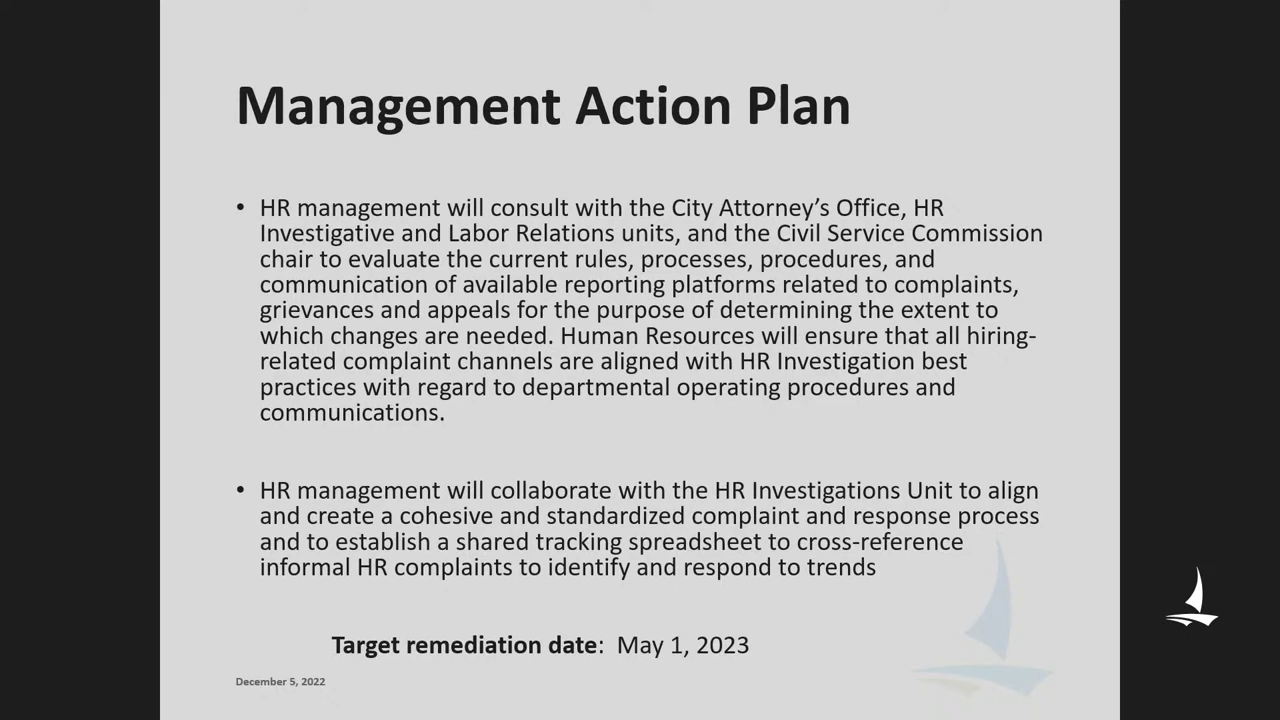 Management Action Plan
• HR management will consult with the City Attorney’s Office, HR
Investigative and Labor Relations units, and the Civil Service Commission
chair to evaluate the current rules, processes, procedures, and
communication of available reporting platforms related to complaints,
grievances and appeals for the purpose of determining the extent to
which changes are needed. Human Resources will ensure that all hiring-
related complaint channels are aligned with HR Investigation best
practices with regard to departmental operating procedures and
communications.
• HR management will collaborate with the HR Investigations Unit to align
and create a cohesive and standardized complaint and response process
and to establish a shared tracking spreadsheet to cross-reference
informal HR complaints to identify and respond to trends
Target remediation date: May 1, 2023
December 5, 2022